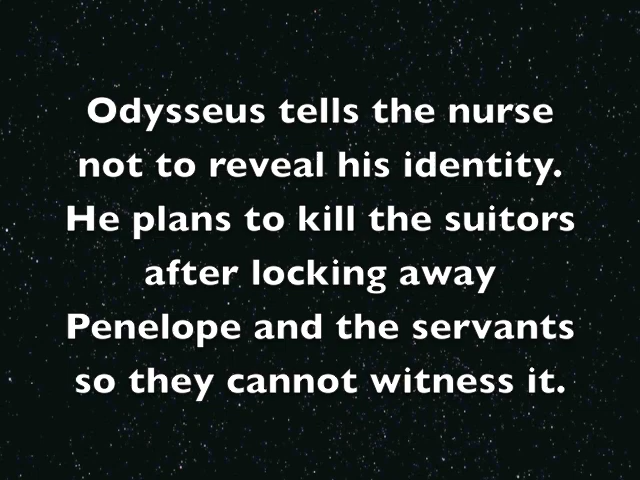 Odysseus tells the nurse
not to reveal his identity.
He plans to kill the suitors
after locking away
Penelope and the servants
so they cannot witness it.